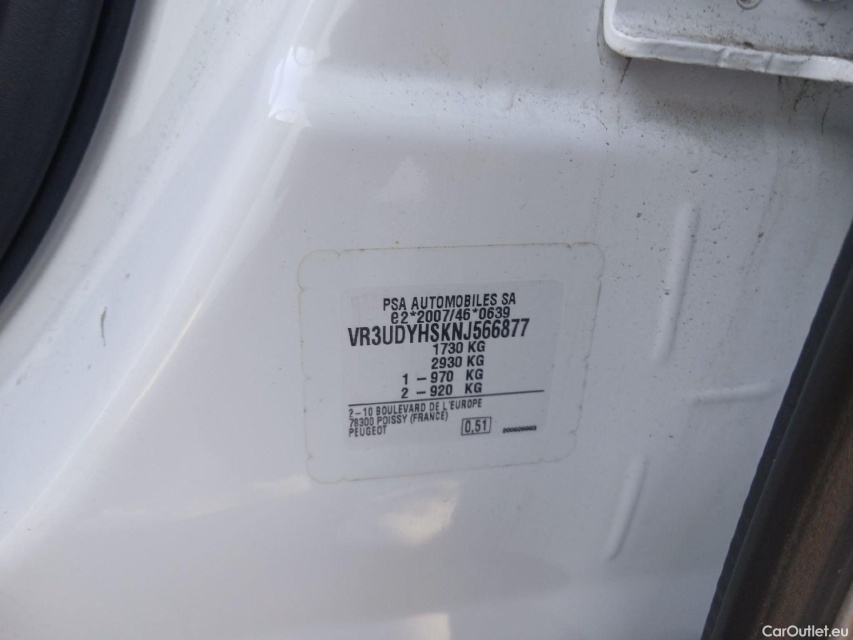 PSA AUTOMOBILES SA
e2*2007/46*0639
VR3UDYHSKNJ566877
1730 KG
2930 KG
1 - 970 KG
2 - 920 KG
2-10 BOULEVARD DE L'EUROPE
78300 POISSY (FRANCE)
PEUGEOT
0,51
CarOutlet.eu